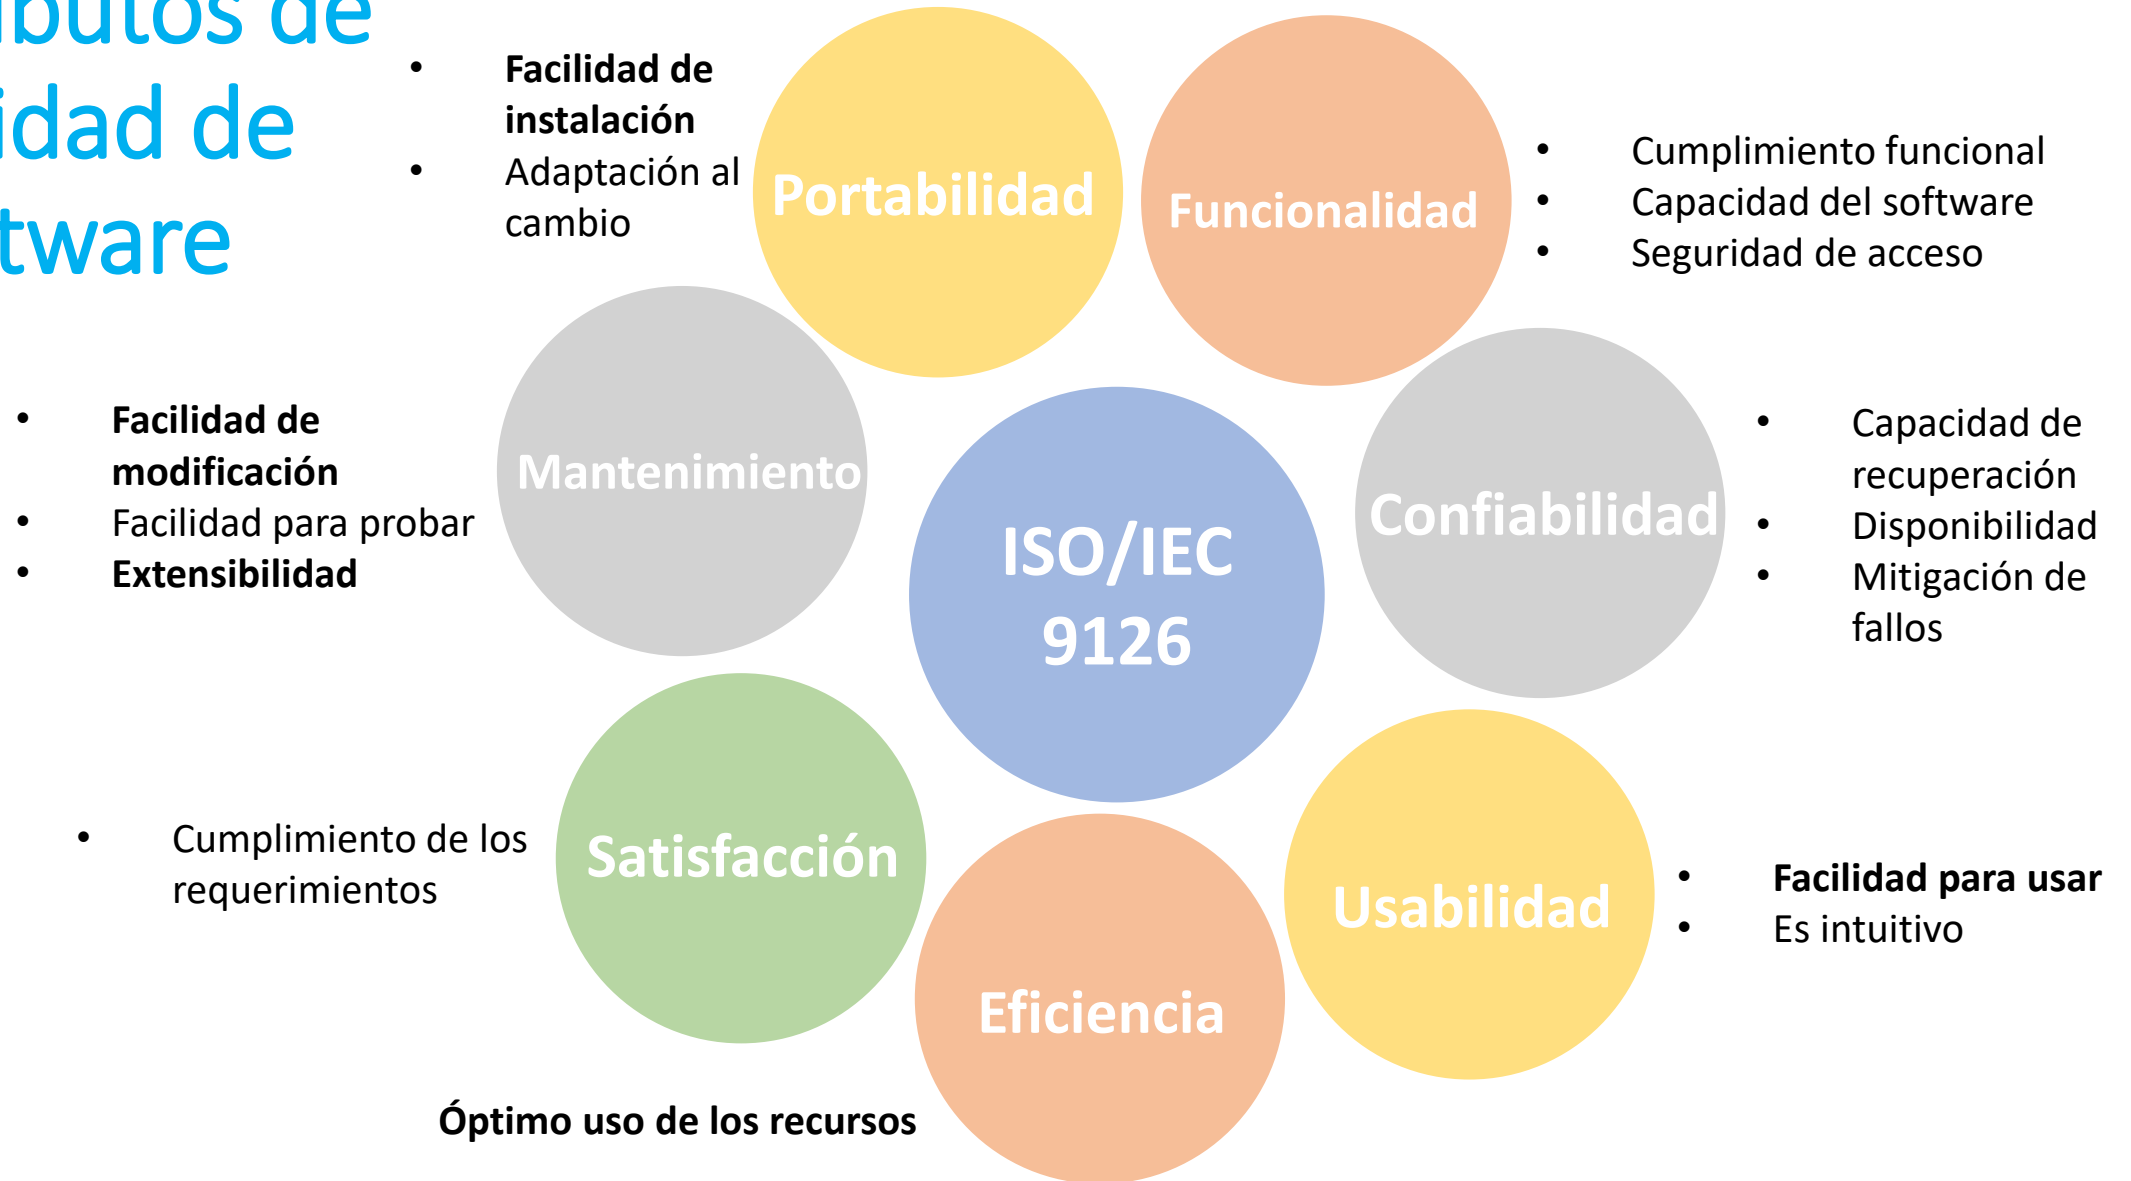 ibutos de
idad de
tware
• Facilidad de
instalación
• Adaptación al
cambio
Portabilidad
Funcionalidad
• Cumplimiento funcional
• Capacidad del software
• Seguridad de acceso
• Facilidad de
modificación
• Facilidad para probar
• Extensibilidad
Mantenimiento
ISO/IEC
9126
Confiabilidad
• Capacidad de
recuperación
• Disponibilidad
• Mitigación de
fallos
• Cumplimiento de los
requerimientos
Satisfacción
Usabilidad
• Facilidad para usar
• Es intuitivo
Eficiencia
Óptimo uso de los recursos